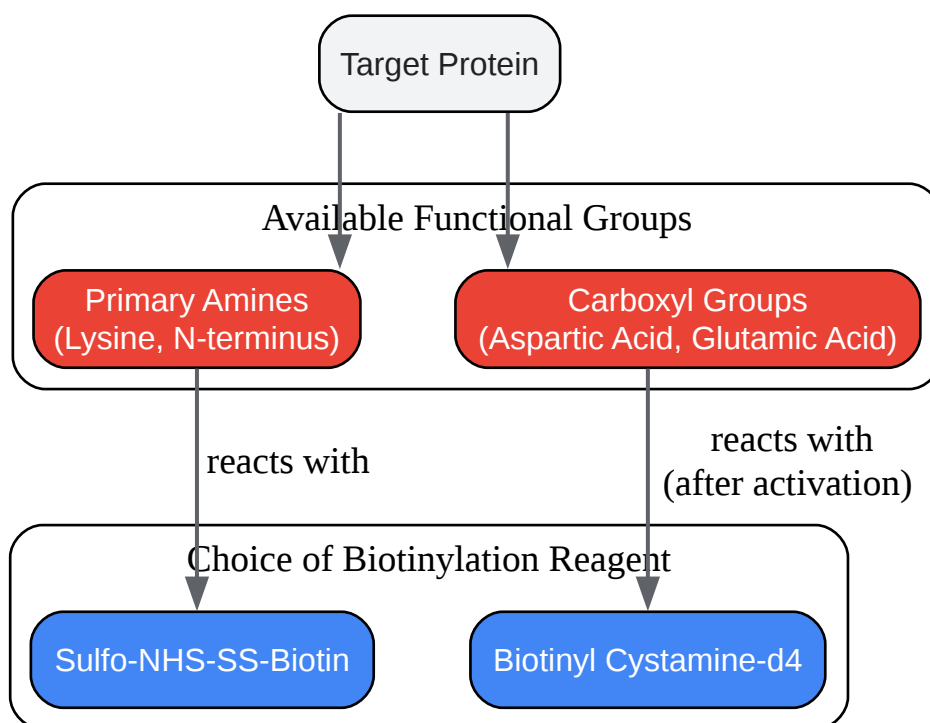 Target Protein
Available Functional Groups
Primary Amines
(Lysine, N-terminus)
Carboxyl Groups
(Aspartic Acid, Glutamic Acid)
reacts with
reacts with
(after activation)
Choice of Biotinylation Reagent
Sulfo-NHS-SS-Biotin
Biotinyl Cystamine-d4